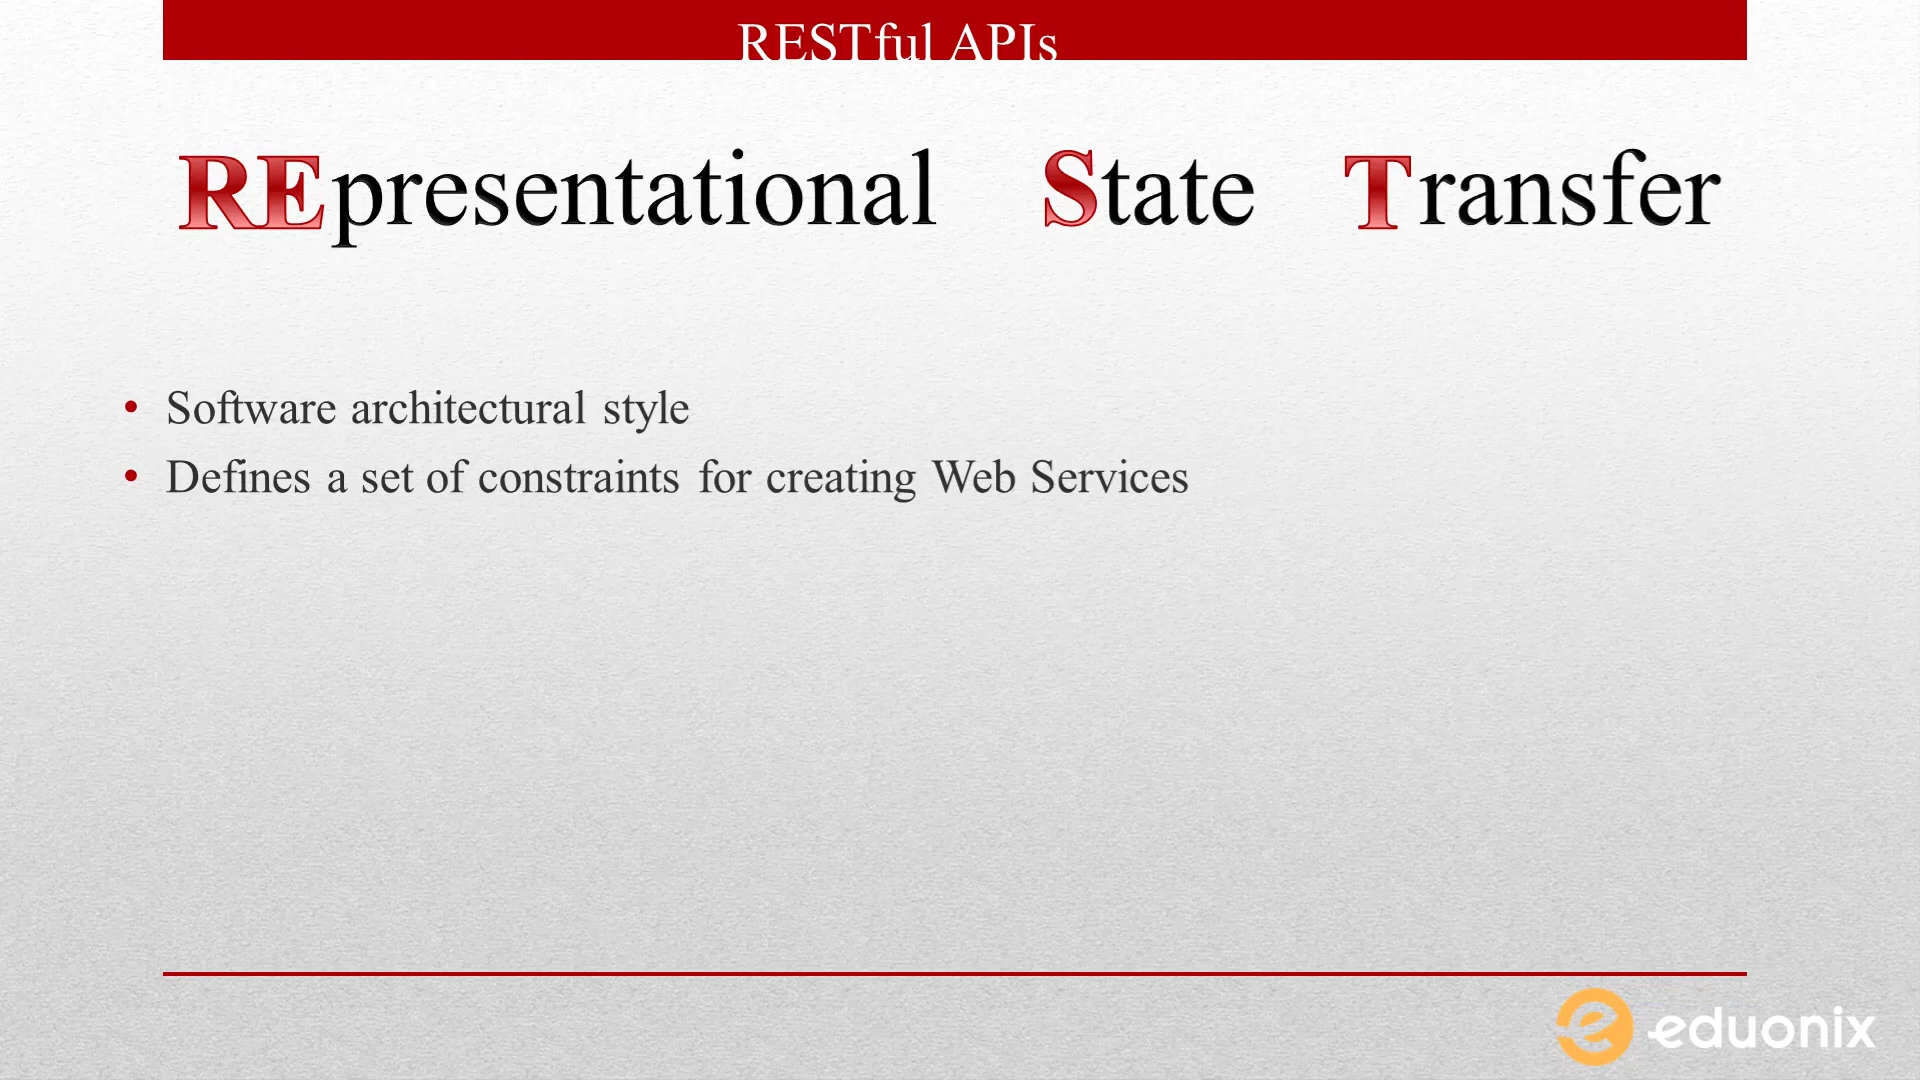 RESTful APIs
REpresentational State Transfer
• Software architectural style
• Defines a set of constraints for creating Web Services
eduonix